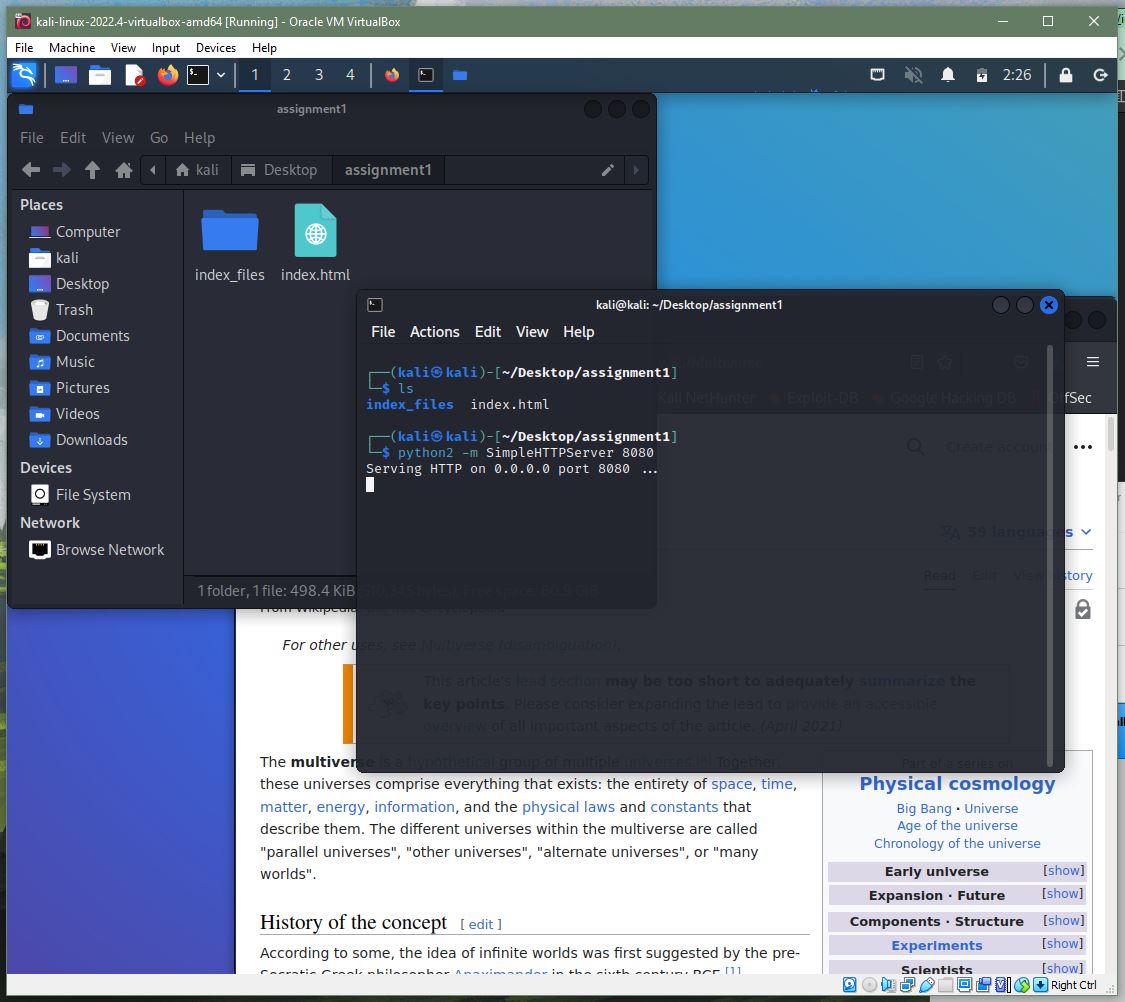 kali-linux-2022.4-virtualbox-amd64 [Running] - Oracle VM VirtualBox
File Machine View Input Devices Help
1 2 3 4 2:26
assignment1
File Edit View Go Help
kali Desktop assignment1
Places
Computer
kali
Desktop
Trash
Documents
Music
Pictures
Videos
Downloads
Devices
File System
Network
Browse Network
index_files index.html
1 folder, 1 file: 498.4 KiB (510,345 bytes), Free space: 60.9 GiB
kali@kali: ~/Desktop/assignment1
File Actions Edit View Help
┌──(kali㉿kali)-[~/Desktop/assignment1]
└─$ ls
index_files index.html
┌──(kali㉿kali)-[~/Desktop/assignment1]
└─$ python2 -m SimpleHTTPServer 8080
Serving HTTP on 0.0.0.0 port 8080 ...
Kali NetHunter Exploit-DB Google Hacking DB OffSec
Create account
59 languages
Read Edit View history
From Wikipedia
For other uses, see Multiverse (disambiguation).
This article's lead section may be too short to adequately summarize the
key points. Please consider expanding the lead to provide an accessible
overview of all important aspects of the article. (April 2021)
The multiverse is a hypothetical group of multiple universes.[a] Together,
these universes comprise everything that exists: the entirety of space, time,
matter, energy, information, and the physical laws and constants that
describe them. The different universes within the multiverse are called
"parallel universes", "other universes", "alternate universes", or "many
worlds".
History of the concept [ edit ]
According to some, the idea of infinite worlds was first suggested by the pre-
Socratic Greek philosopher Anaximander in the sixth century BCE.[1]
Part of a series on
Physical cosmology
Big Bang · Universe
Age of the universe
Chronology of the universe
Early universe [show]
Expansion · Future [show]
Components · Structure [show]
Experiments [show]
Scientists [show]
Right Ctrl